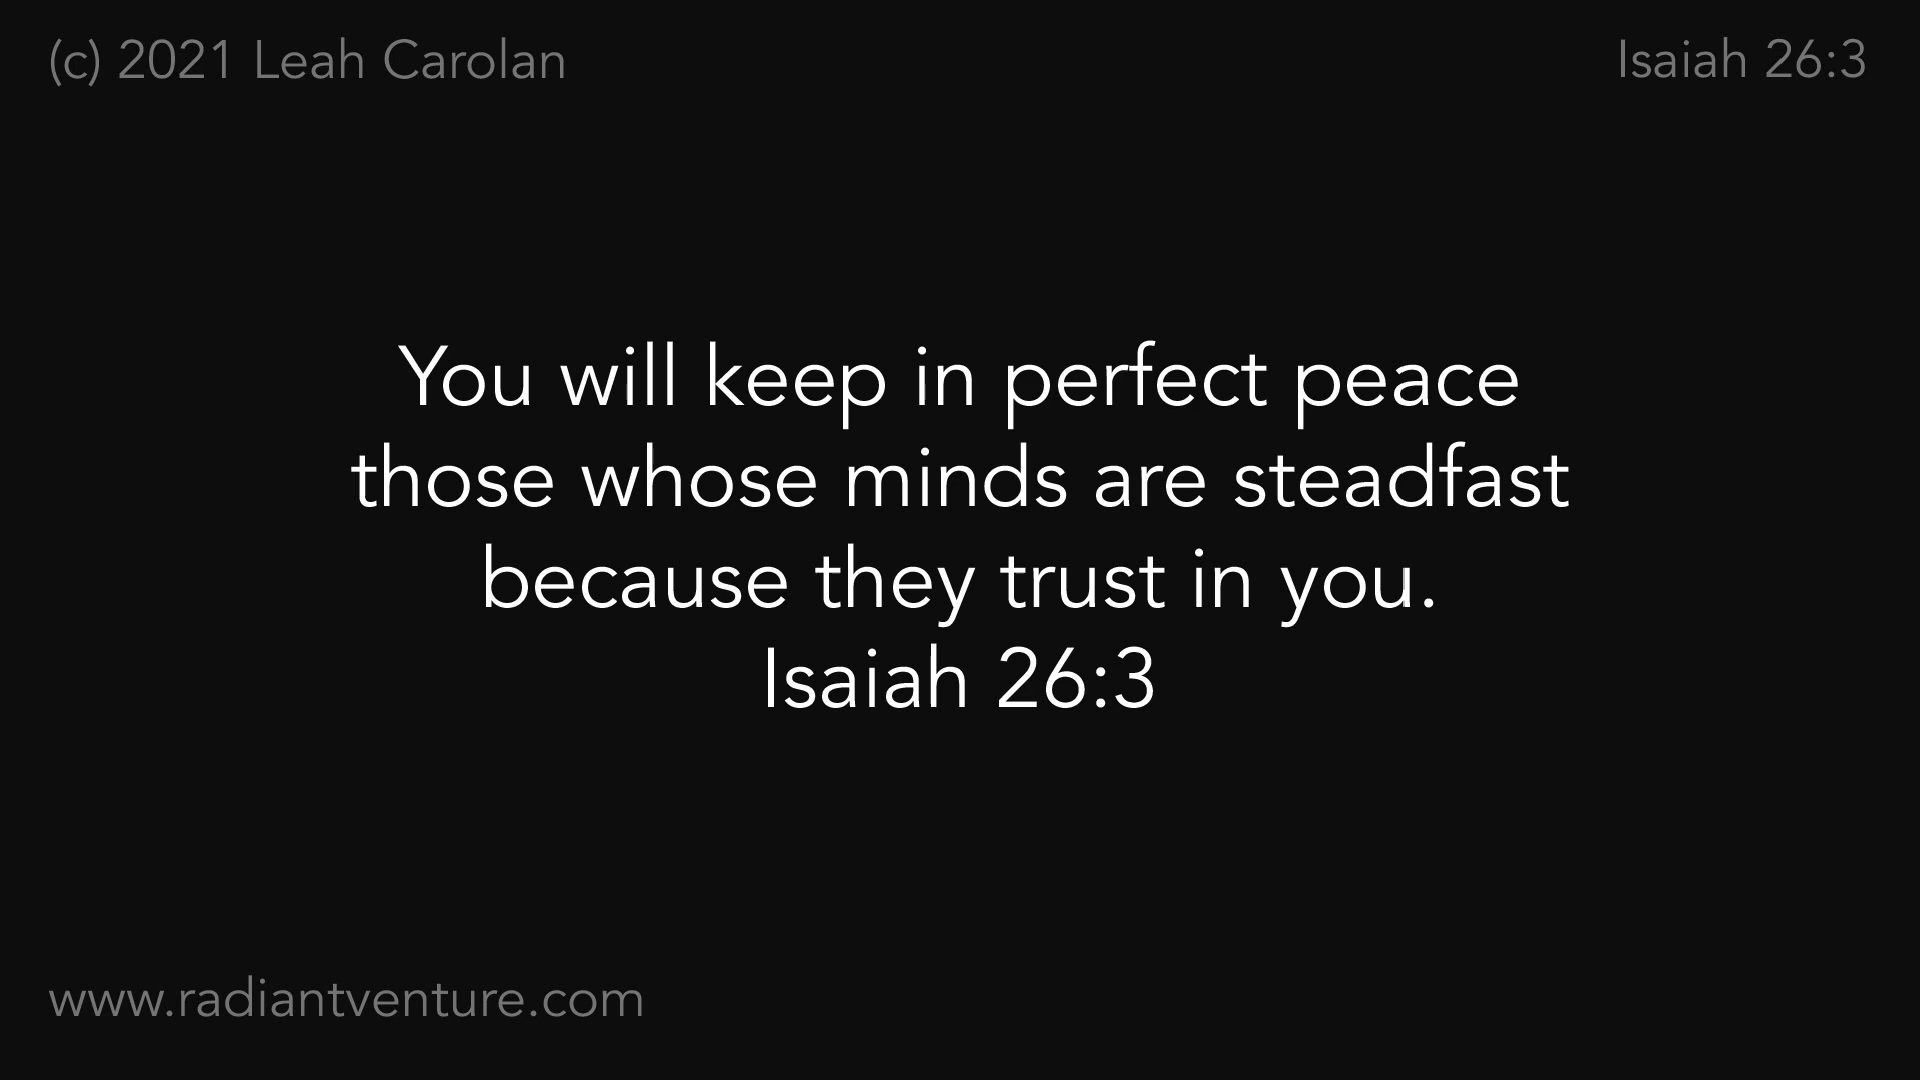 (c) 2021 Leah Carolan
Isaiah 26:3
You will keep in perfect peace
those whose minds are steadfast
because they trust in you.
Isaiah 26:3
www.radiantventure.com